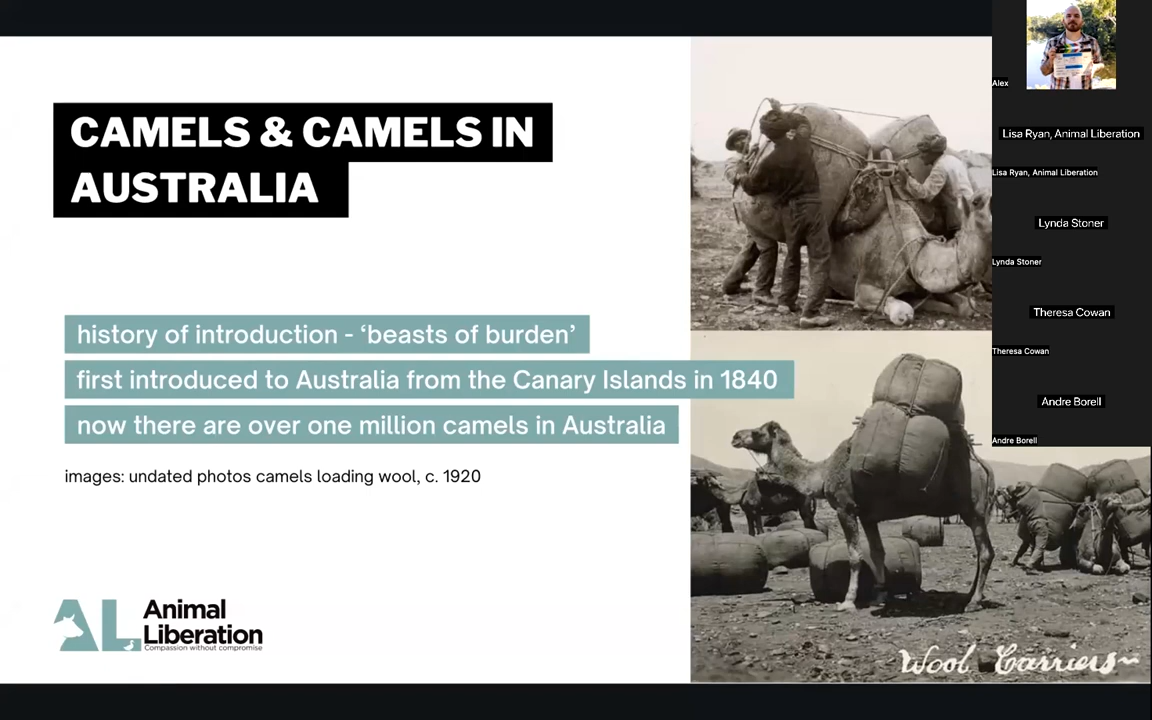 CAMELS & CAMELS IN
AUSTRALIA
history of introduction - ‘beasts of burden’
first introduced to Australia from the Canary Islands in 1840
now there are over one million camels in Australia
images: undated photos camels loading wool, c. 1920
AL Animal
Liberation
Compassion without compromise
Wool Carriers~
Alex
Lisa Ryan, Animal Liberation
Lisa Ryan, Animal Liberation
Lynda Stoner
Lynda Stoner
Theresa Cowan
Theresa Cowan
Andre Borell
Andre Borell